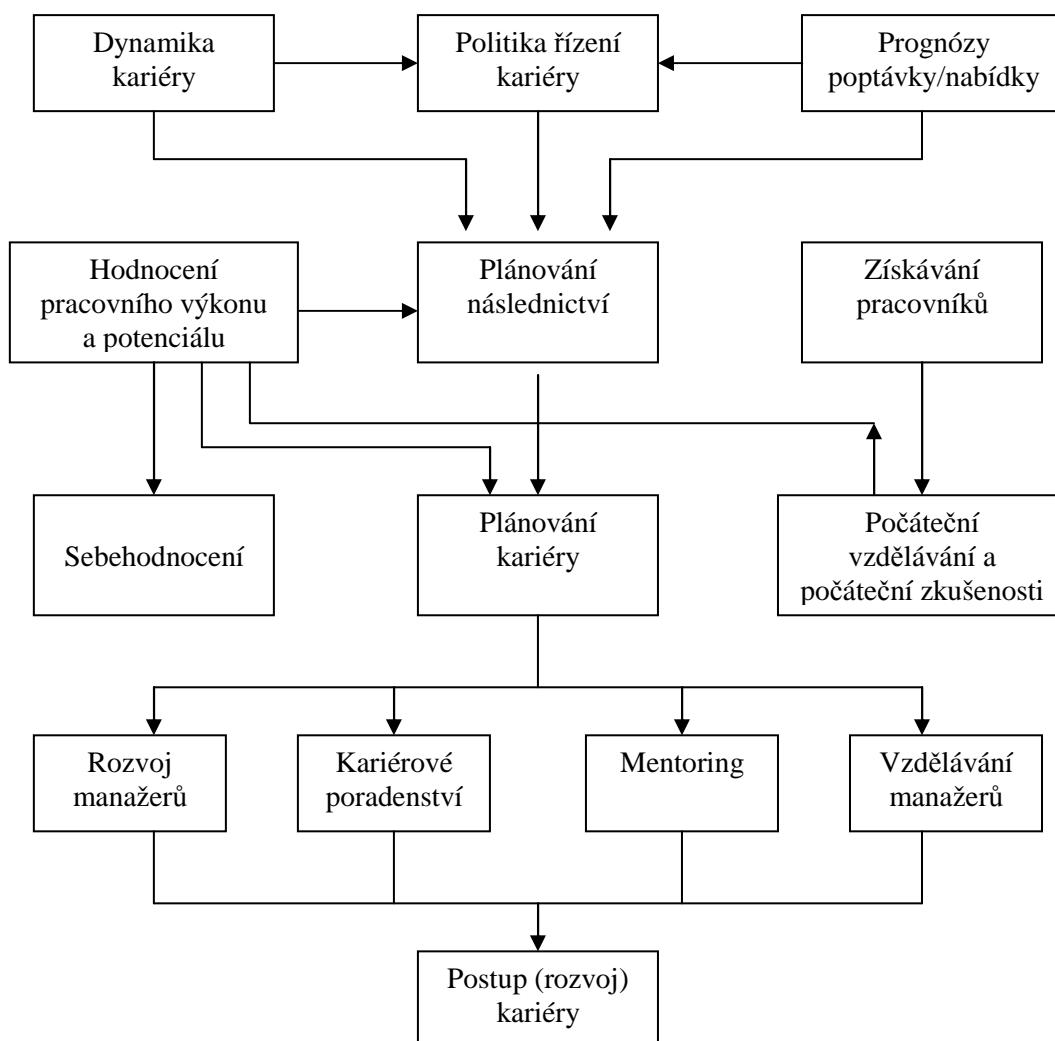 Dynamika
kariéry
Politika řízení
kariéry
Prognózy
poptávky/nabídky
Hodnocení
pracovního výkonu
a potenciálu
Plánování
následnictví
Získávání
pracovníků
Sebehodnocení
Plánování
kariéry
Počáteční
vzdělávání a
počáteční zkušenosti
Rozvoj
manažerů
Kariérové
poradenství
Mentoring
Vzdělávání
manažerů
Postup (rozvoj)
kariéry